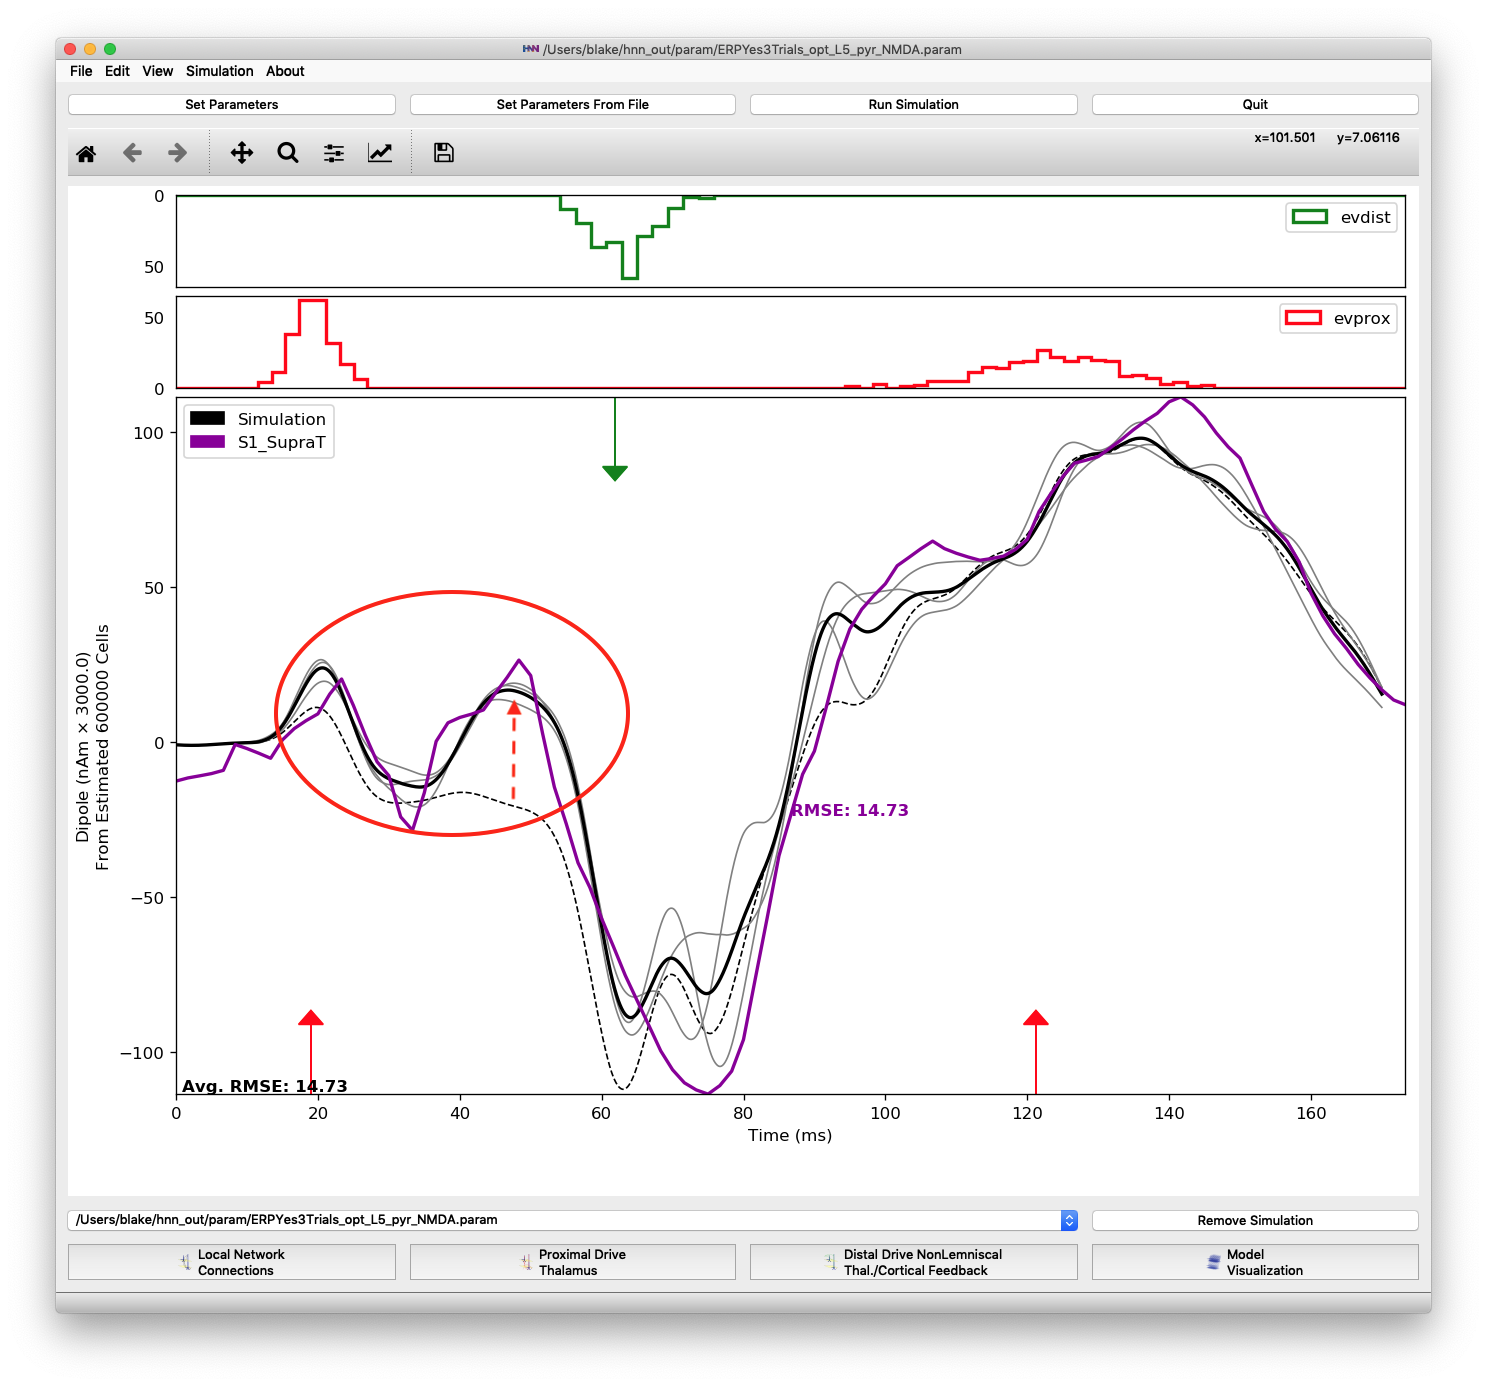 HNN /Users/blake/hnn_out/param/ERPYes3Trials_opt_L5_pyr_NMDA.param
File Edit View Simulation About
Set Parameters Set Parameters From File Run Simulation Quit
x=101.501 y=7.06116
0
50
evdist
50
0
evprox
Simulation
S1_SupraT
100
50
0
−50
−100
Dipole (nAm × 3000.0)
From Estimated 600000 Cells
RMSE: 14.73
Avg. RMSE: 14.73
0 20 40 60 80 100 120 140 160
Time (ms)
/Users/blake/hnn_out/param/ERPYes3Trials_opt_L5_pyr_NMDA.param
Remove Simulation
Local Network
Connections
Proximal Drive
Thalamus
Distal Drive NonLemniscal
Thal./Cortical Feedback
Model
Visualization